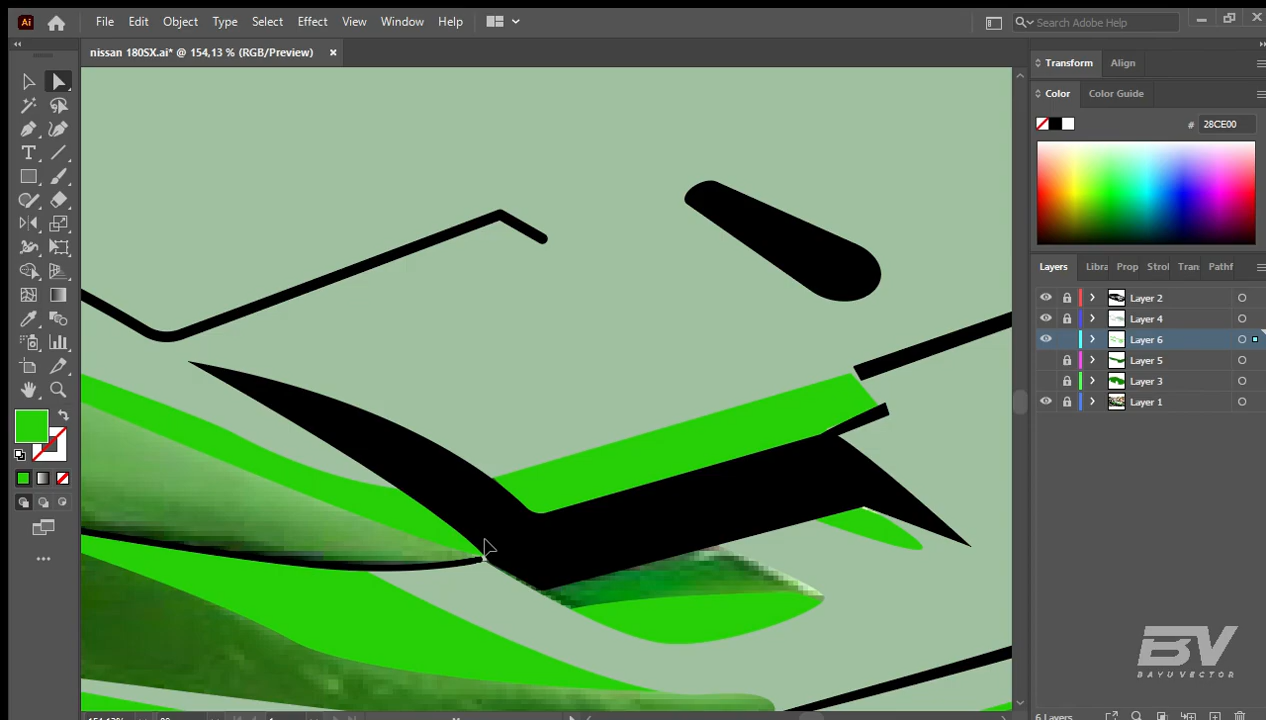 Ai File Edit Object Type Select Effect View Window Help Search Adobe Help
nissan 180SX.ai* @ 154,13 % (RGB/Preview) ×
Transform Align
Color Color Guide
# 28CE00
Layers Libra Prop Strol Tran Pathf
Layer 2
Layer 4
Layer 6
Layer 5
Layer 3
Layer 1
BV
BAYU VECTOR
6 Layers